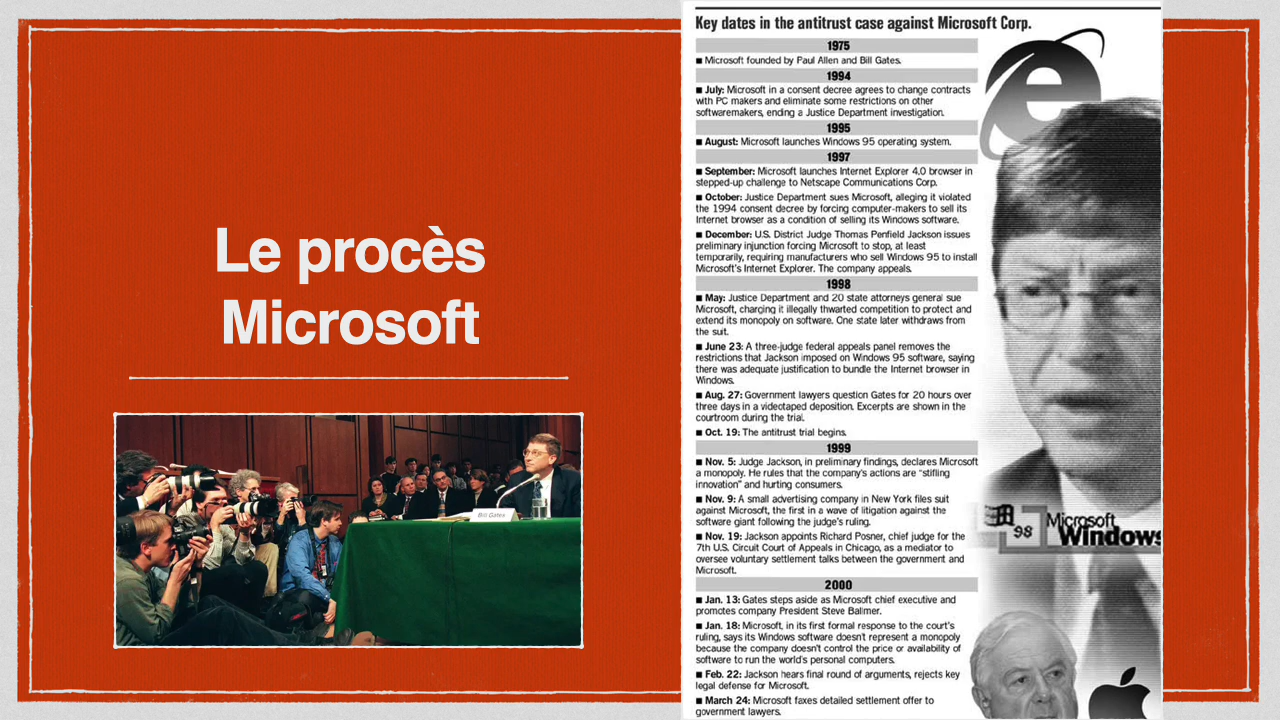 Le procès
Microsoft
Bill Gates
Key dates in the antitrust case against Microsoft Corp.
1975
■ Microsoft founded by Paul Allen and Bill Gates.
1994
■ July: Microsoft in a consent decree agrees to change contracts
with PC makers and eliminate some restrictions on other
softwaremakers, ending a Justice Department investigation.
1995
■ August: Microsoft launches Windows 95 operating system.
1997
■ September: Microsoft launches Internet Explorer 4.0 browser in
stepped-up challenge to Netscape Communications Corp.
■ October: Justice Department sues Microsoft, alleging it violated
the 1994 consent decree by forcing computer-makers to sell its
Internet browser as a condition of selling its Windows software.
■ December: U.S. District Judge Thomas Penfield Jackson issues
preliminary injunction forcing Microsoft to stop, at least
temporarily, requiring manufacturers who sell Windows 95 to install
Microsoft's Internet Explorer. The company appeals.
1998
■ May: Justice Department and 20 state attorneys general sue
Microsoft, charging it illegally thwarted competition to protect and
extend its monopoly on software. One state later withdraws from
the suit.
■ June 23: A three-judge federal appeals panel removes the
restrictions that Jackson imposed on Windows 95 software, saying
there was adequate justification to bundle the Internet browser in
Windows.
■ Aug. 27: Government lawyers question Gates for 20 hours over
three days in a videotaped deposition. Excerpts are shown in the
courtroom during the trial.
■ Oct. 19: The antitrust trial begins.
1999
■ Nov. 5: Judge Jackson, in preliminary findings, declares Microsoft
a monopoly. He rules that the company's actions are "stifling
innovation" and hurting consumers.
■ Nov. 9: A small advertising company in New York files suit
against Microsoft, the first in a wave of litigation against the
software giant following the judge's ruling.
■ Nov. 19: Jackson appoints Richard Posner, chief judge for the
7th U.S. Circuit Court of Appeals in Chicago, as a mediator to
oversee voluntary settlement talks between the government and
Microsoft.
2000
■ Jan. 13: Gates steps aside as Microsoft chief executive and
promotes company President Steve Ballmer.
■ Jan. 18: Microsoft, in its first formal response to the court's
ruling, says its Windows software doesn't represent a monopoly
because the company doesn't control the price or availability of
software to run the world's personal computers.
■ Feb. 22: Jackson hears final round of arguments, rejects key
legal defense for Microsoft.
■ March 24: Microsoft faxes detailed settlement offer to
government lawyers.
98
Microsoft
Windows